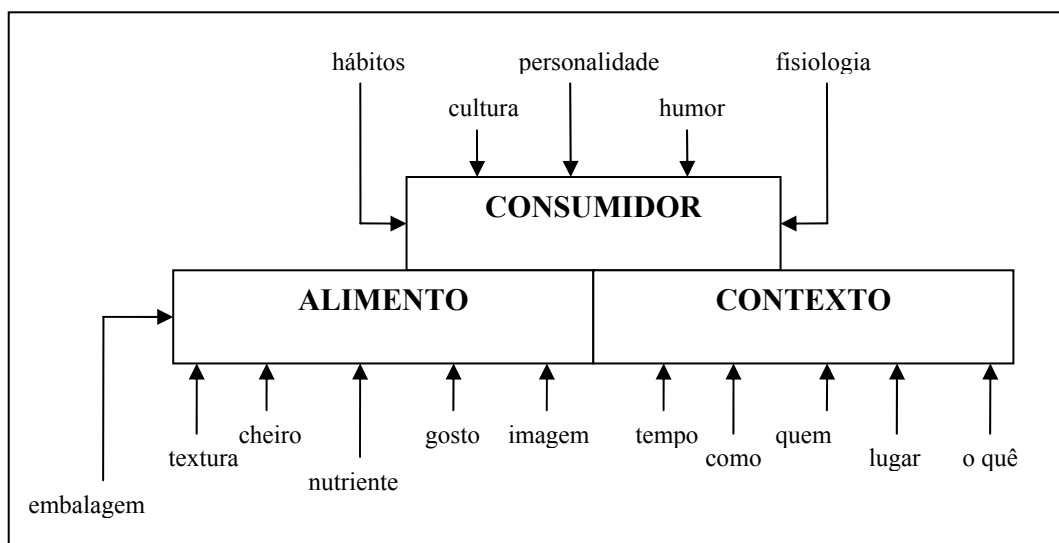 hábitos
personalidade
fisiologia
cultura
humor
CONSUMIDOR
ALIMENTO
CONTEXTO
cheiro
gosto
imagem
tempo
quem
textura
como
lugar
o quê
nutriente
embalagem